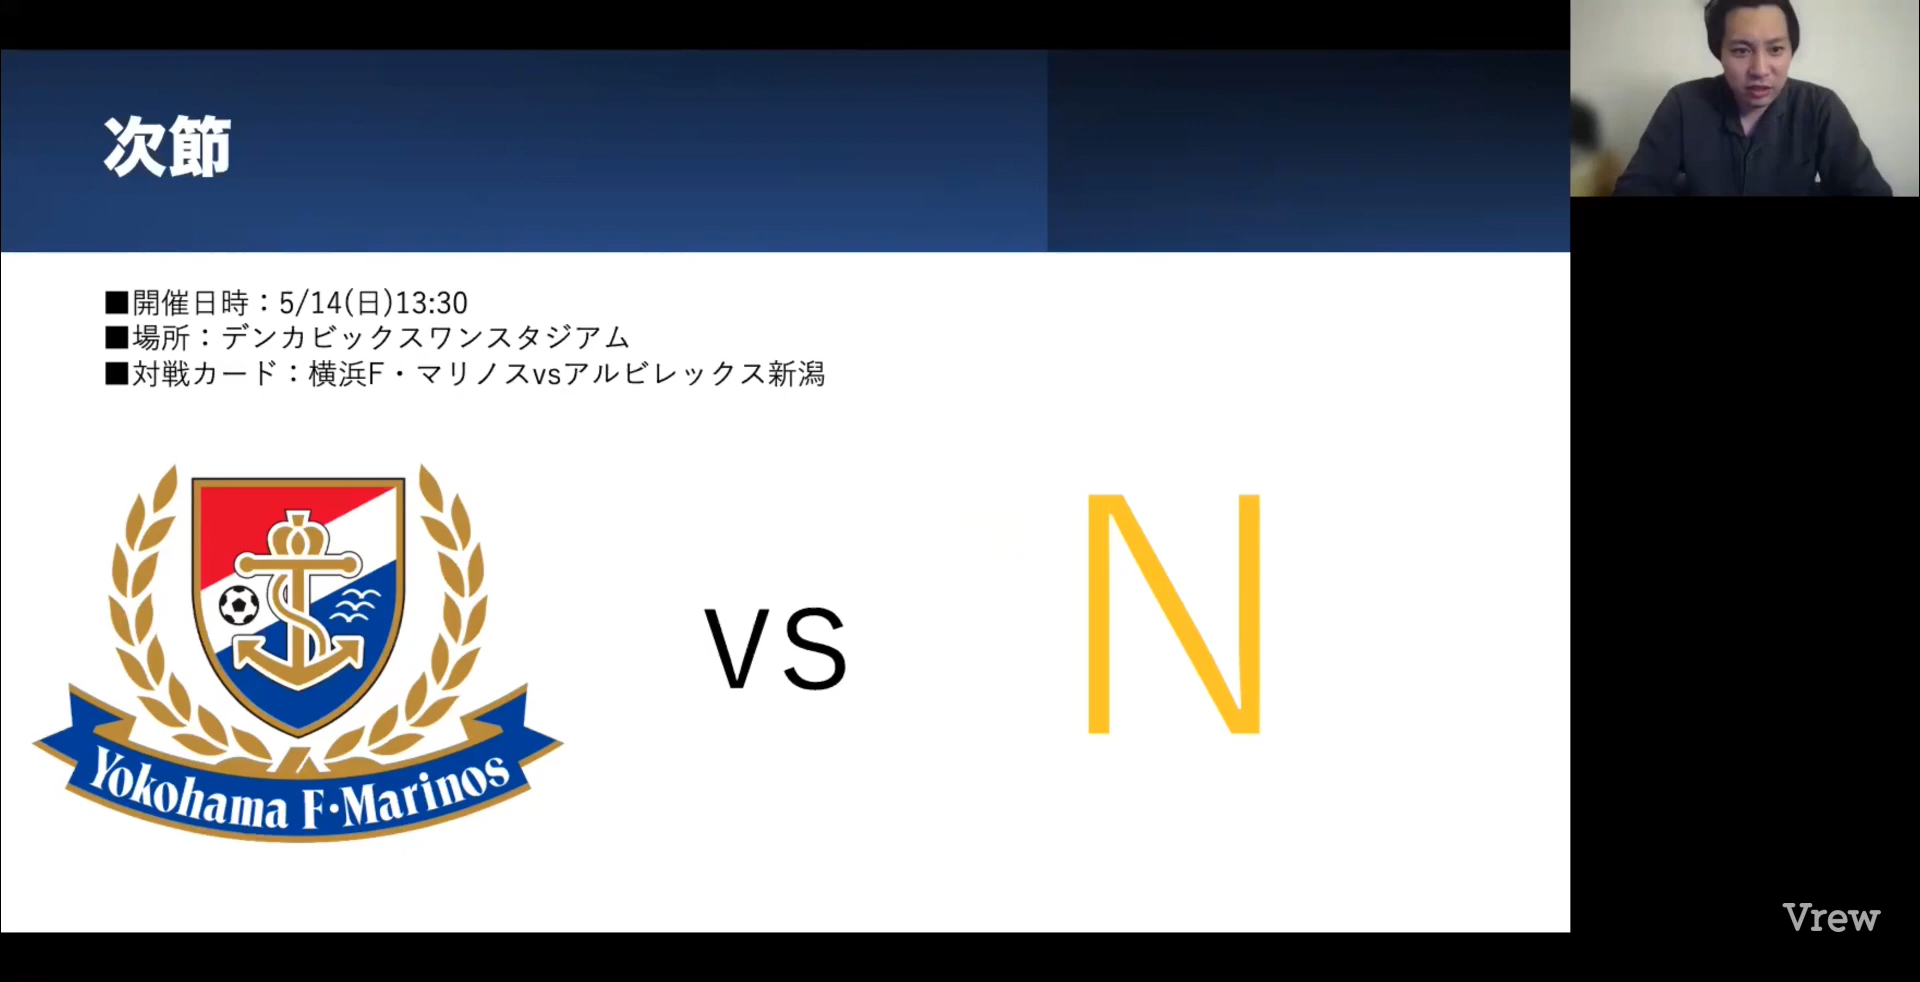 次節
■開催日時：5/14(日)13:30
■場所：デンカビックスワンスタジアム
■対戦カード：横浜F・マリノスvsアルビレックス新潟
vs
N
Yokohama F·Marinos
Vrew